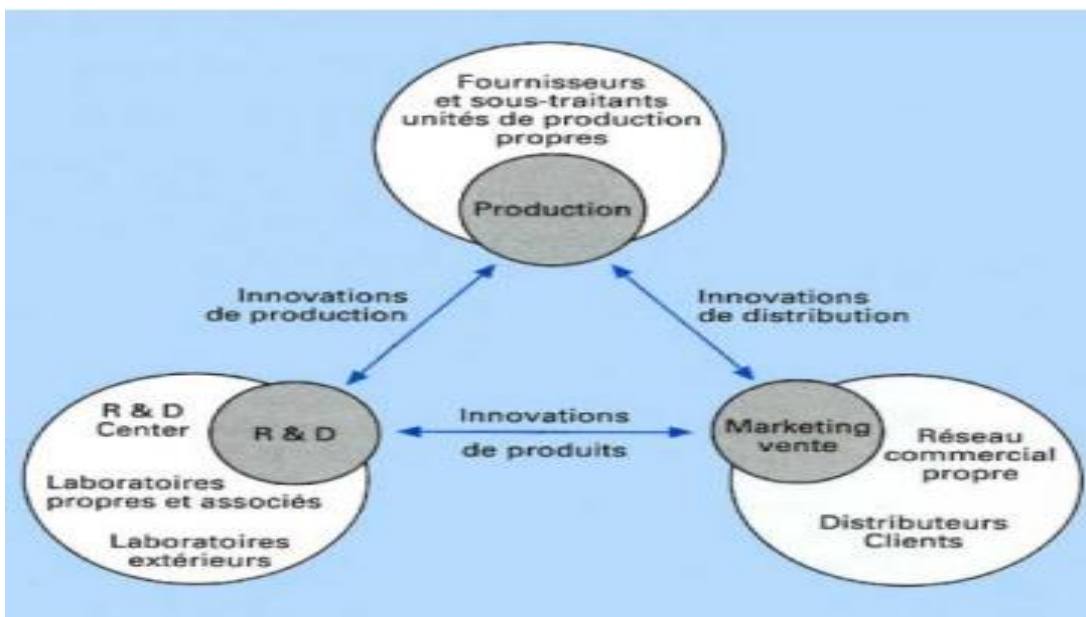 Fournisseurs
et sous-traitants
unités de production
propres
Production
Innovations
de production
Innovations
de distribution
R & D
Center
R & D
Laboratoires
propres et associés
Laboratoires
extérieurs
Innovations
de produits
Marketing
vente
Réseau
commercial
propre
Distributeurs
Clients